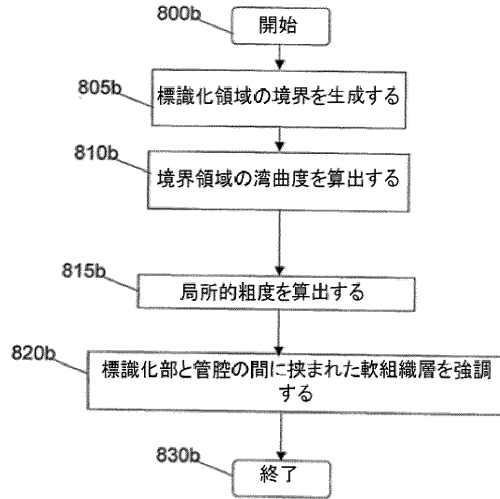 800b
開始
805b
標識化領域の境界を生成する
810b
境界領域の湾曲度を算出する
815b
局所的粗度を算出する
820b
標識化部と管腔の間に挟まれた軟組織層を強調
する
830b
終了